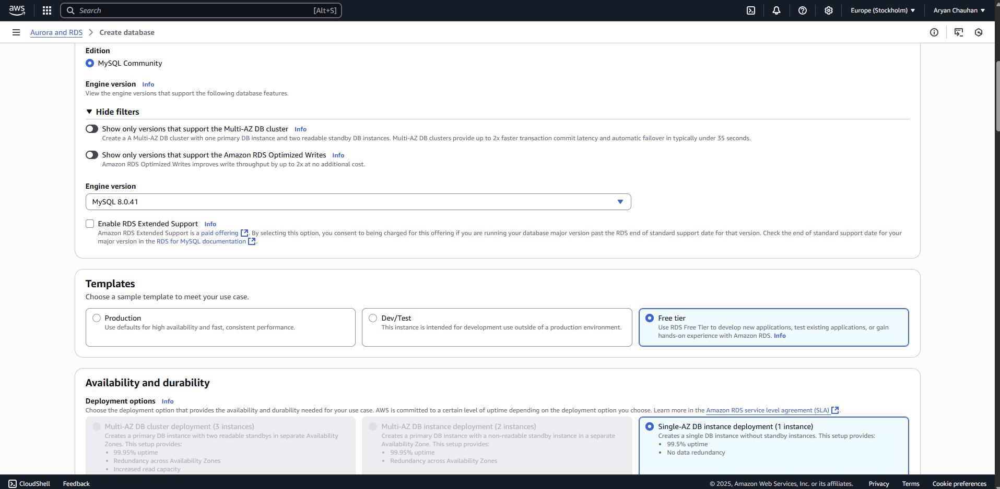 aws
Search
[Alt+S]
Europe (Stockholm)
Aryan Chauhan
Aurora and RDS
Create database
Edition
MySQL Community
Engine version Info
View the engine versions that support the following database features.
Hide filters
Show only versions that support the Multi-AZ DB cluster Info
Create a A Multi-AZ DB cluster with one primary DB instance and two readable standby DB instances. Multi-AZ DB clusters provide up to 2x faster transaction commit latency and automatic failover in typically under 35 seconds.
Show only versions that support the Amazon RDS Optimized Writes Info
Amazon RDS Optimized Writes improves write throughput by up to 2x at no additional cost.
Engine version
MySQL 8.0.41
Enable RDS Extended Support Info
Amazon RDS Extended Support is a paid offering. By selecting this option, you consent to being charged for this offering if you are running your database major version past the RDS end of standard support date for that version. Check the end of standard support date for your
major version in the RDS for MySQL documentation.
Templates
Choose a sample template to meet your use case.
Production
Use defaults for high availability and fast, consistent performance.
Dev/Test
This instance is intended for development use outside of a production environment.
Free tier
Use RDS Free Tier to develop new applications, test existing applications, or gain
hands-on experience with Amazon RDS. Info
Availability and durability
Deployment options Info
Choose the deployment option that provides the availability and durability needed for your use case. AWS is committed to a certain level of uptime depending on the deployment option you choose. Learn more in the Amazon RDS service level agreement (SLA).
Multi-AZ DB cluster deployment (3 instances)
Creates a primary DB instance with two readable standbys in separate Availability
Zones. This setup provides:
• 99.95% uptime
• Redundancy across Availability Zones
• Increased read capacity
Multi-AZ DB instance deployment (2 instances)
Creates a primary DB instance with a non-readable standby instance in a separate
Availability Zone. This setup provides:
• 99.95% uptime
• Redundancy across Availability Zones
Single-AZ DB instance deployment (1 instance)
Creates a single DB instance without standby instances. This setup provides:
• 99.5% uptime
• No data redundancy
CloudShell
Feedback
© 2025, Amazon Web Services, Inc. or its affiliates.
Privacy
Terms
Cookie preferences